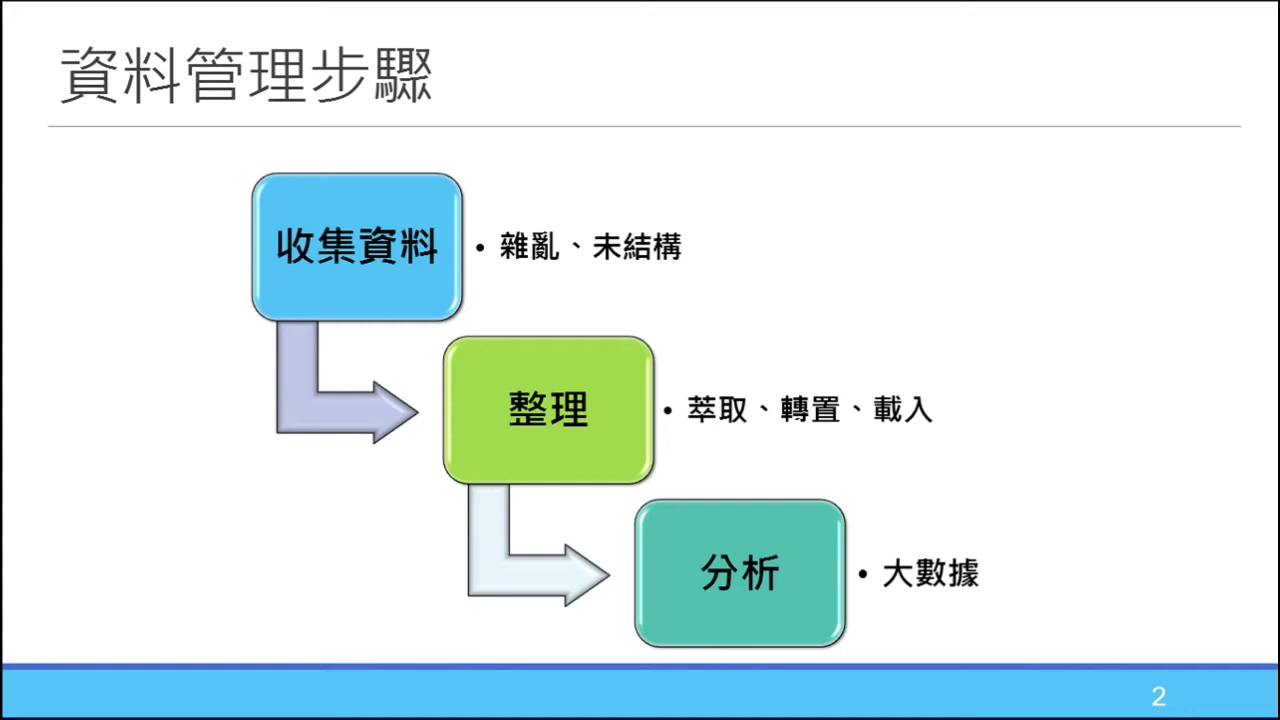 資料管理步驟
收集資料
• 雜亂、未結構
整理
• 萃取、轉置、載入
分析
• 大數據
2